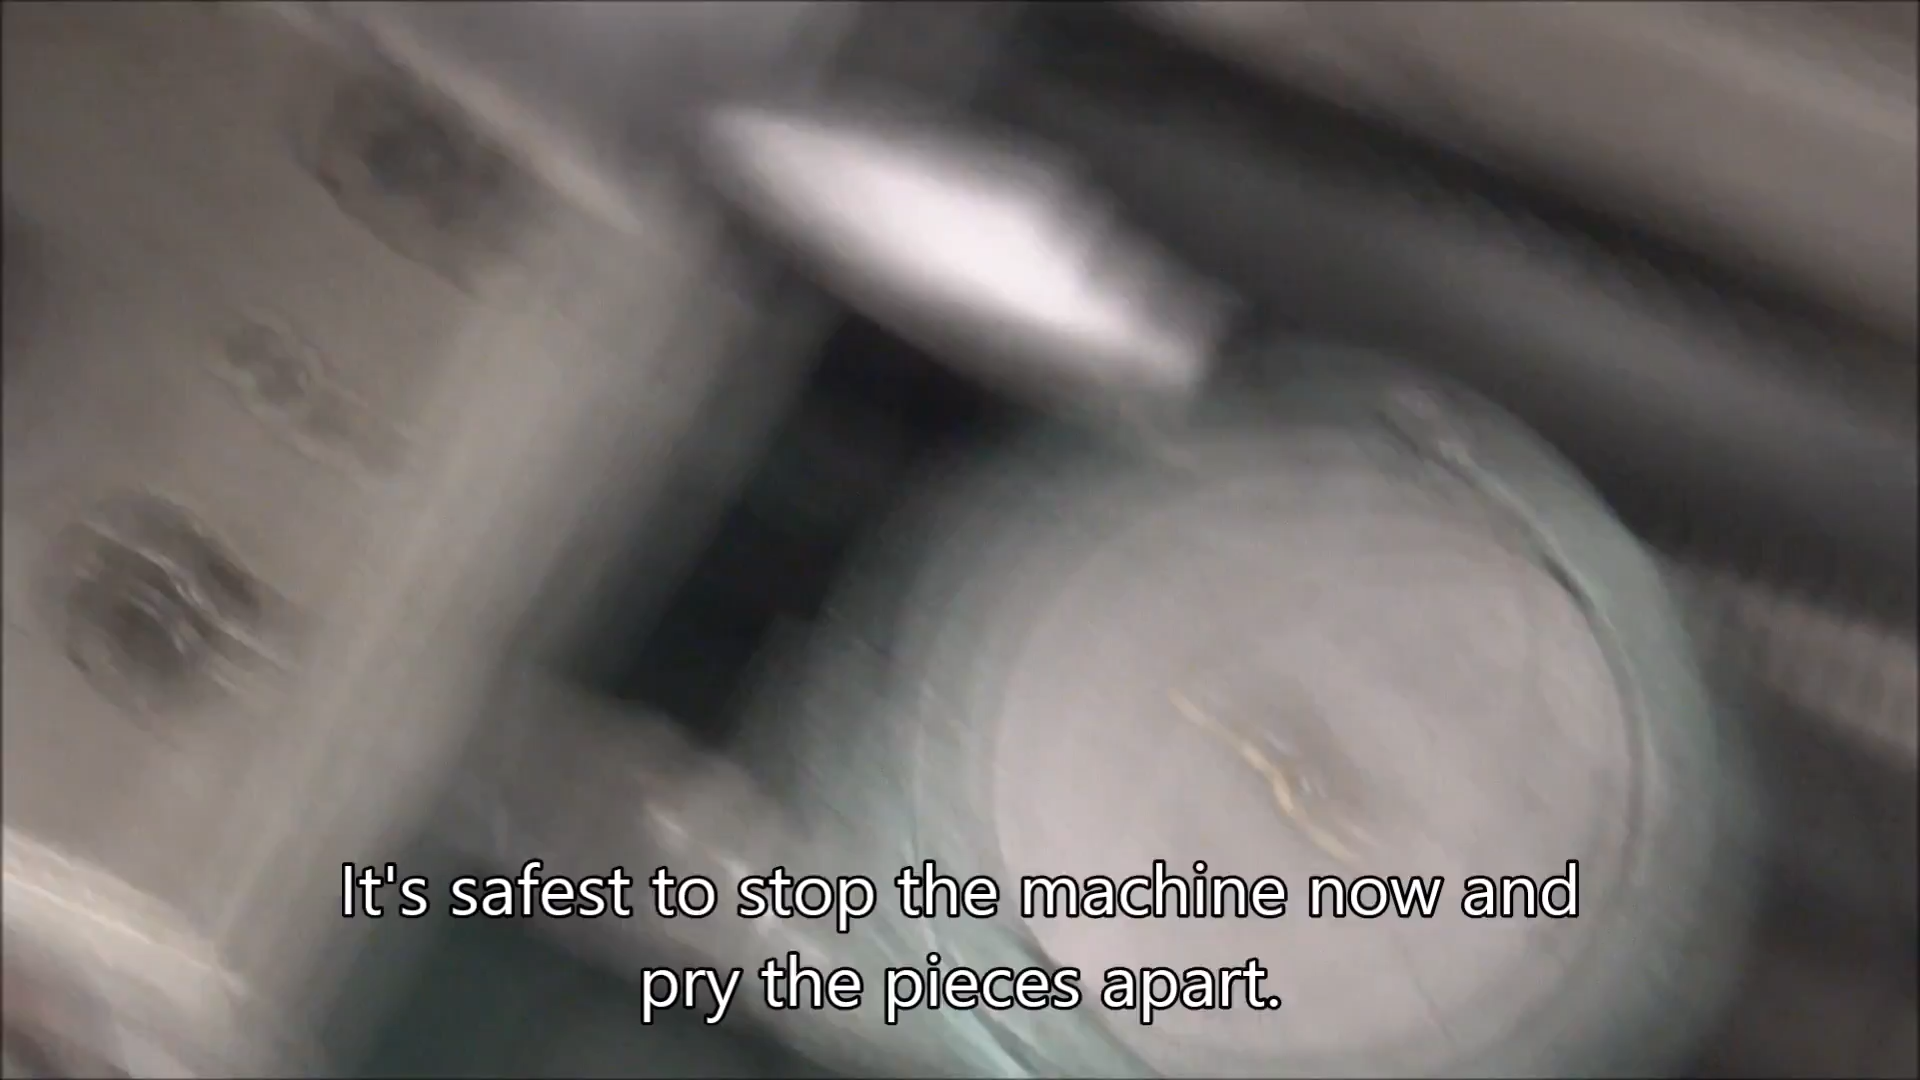 It's safest to stop the machine now and
pry the pieces apart.